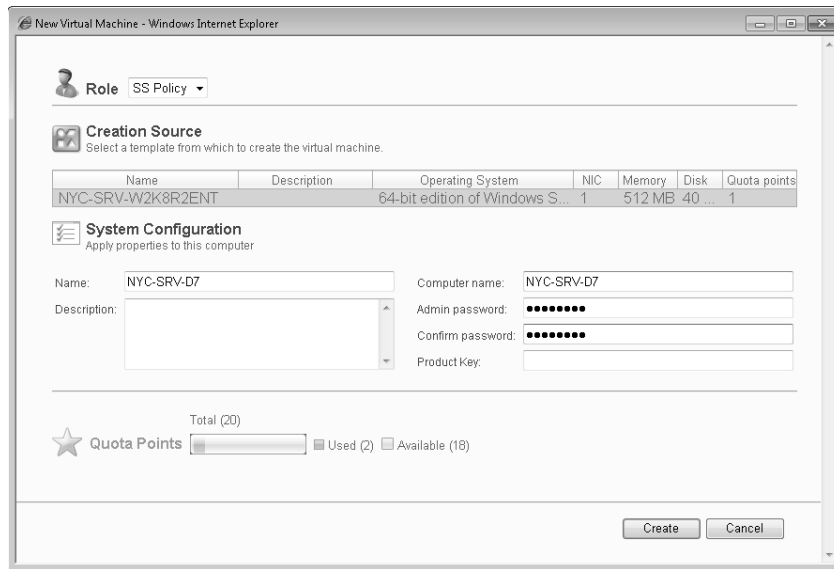 New Virtual Machine - Windows Internet Explorer
Role SS Policy
Creation Source
Select a template from which to create the virtual machine.
Name Description Operating System NIC Memory Disk Quota points
NYC-SRV-W2K8R2ENT 64-bit edition of Windows S... 1 512 MB 40 ... 1
System Configuration
Apply properties to this computer
Name: NYC-SRV-D7 Computer name: NYC-SRV-D7
Description: Admin password: ●●●●●●●●
Confirm password: ●●●●●●●●
Product Key:
Total (20)
Quota Points Used (2) Available (18)
Create Cancel